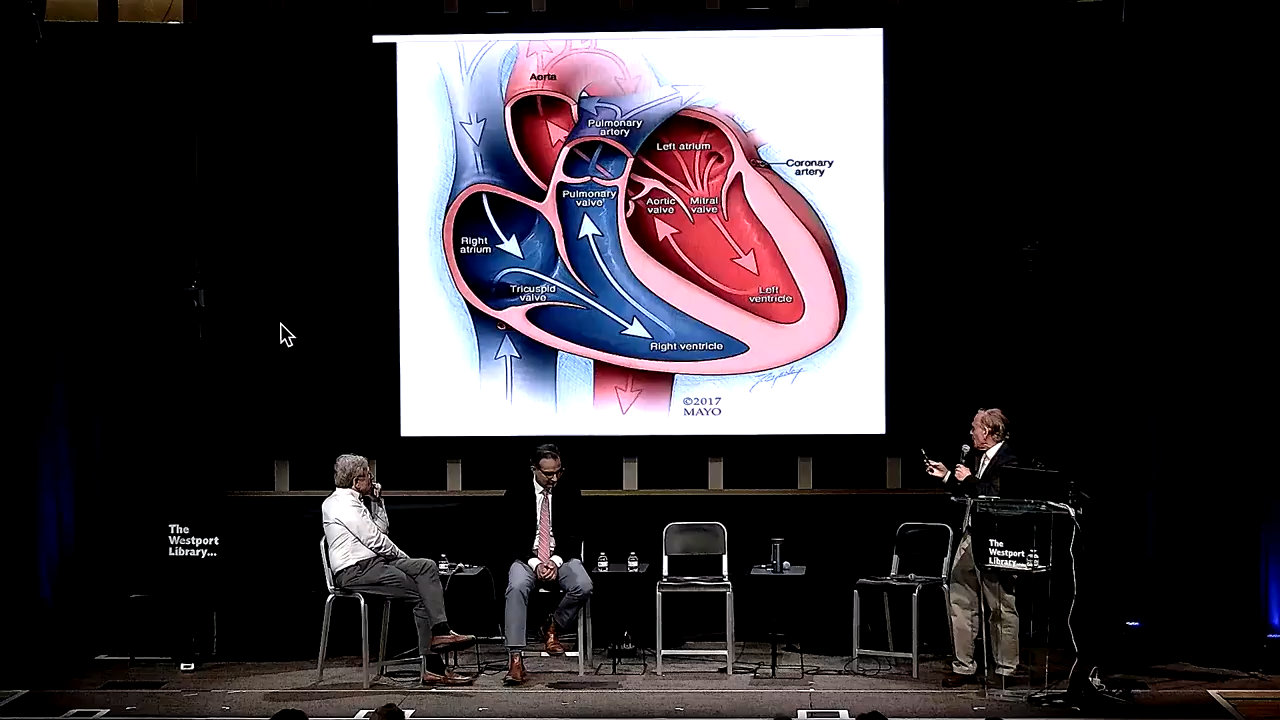 Aorta
Pulmonary
artery
Left atrium
Coronary
artery
Pulmonary
valve
Aortic
valve
Mitral
valve
Right
atrium
Tricuspid
valve
Left
ventricle
Right ventricle
©2017
MAYO
The
Westport
Library...
The
Westport
Library...